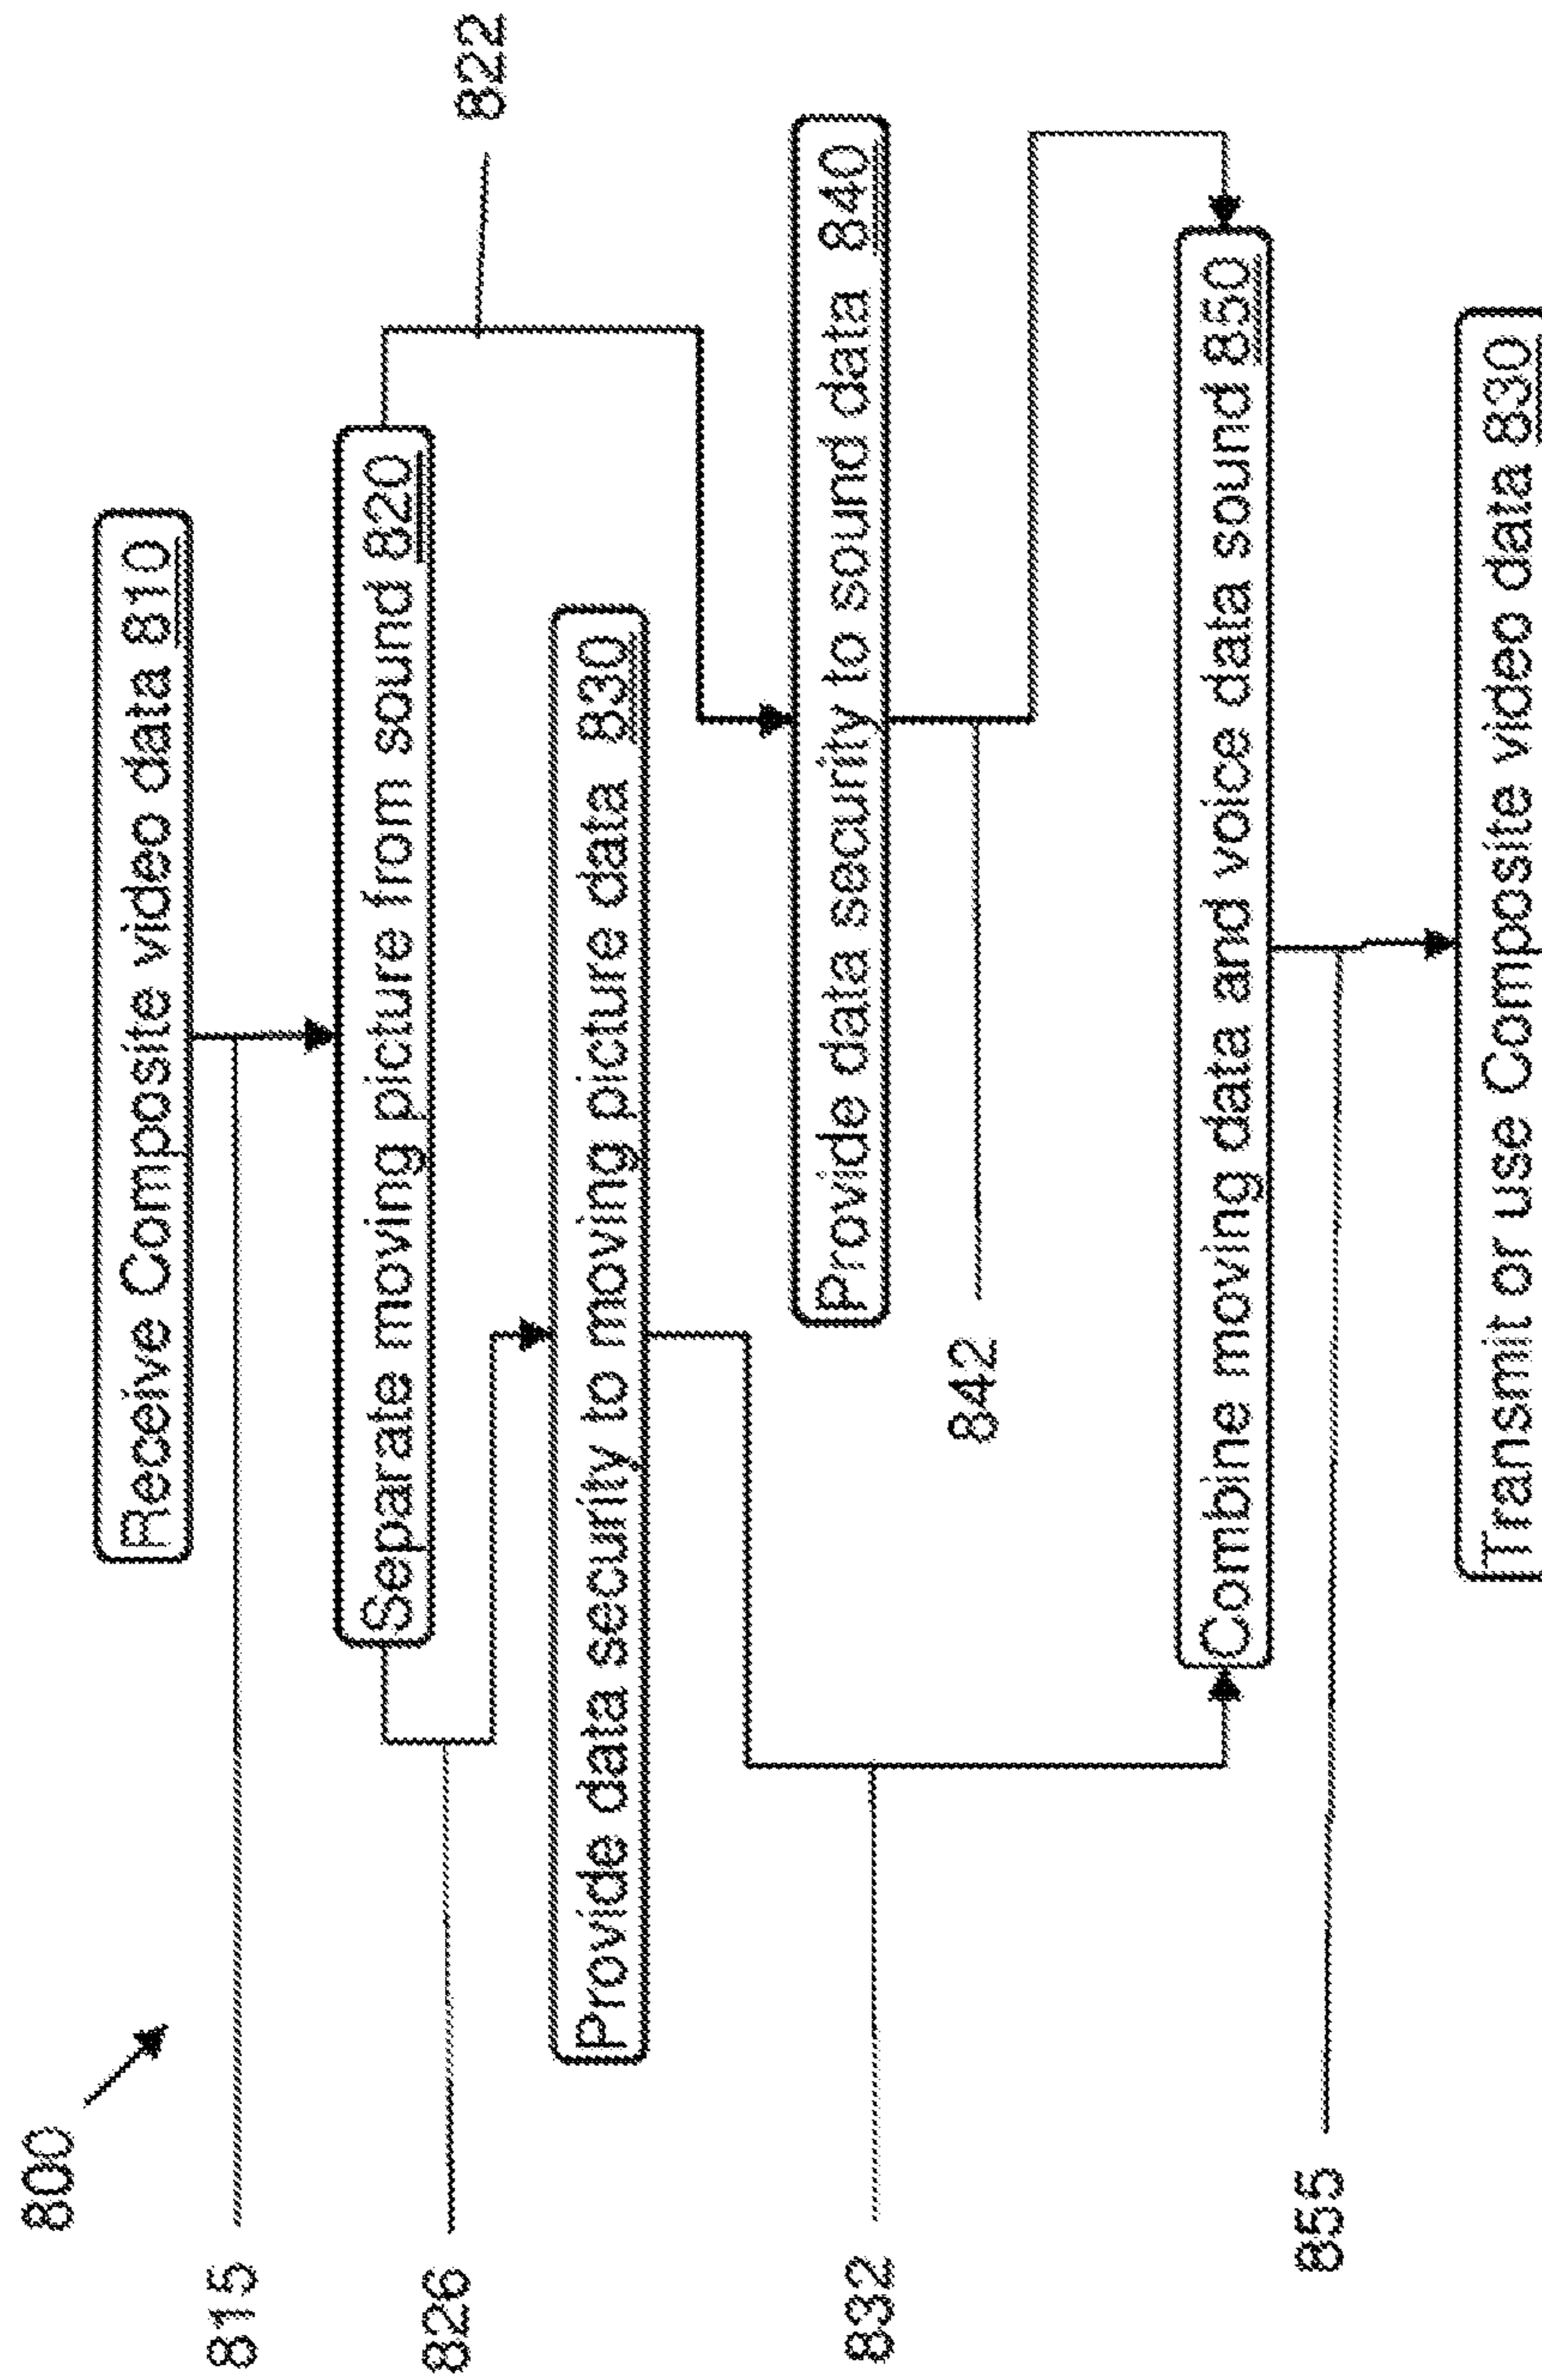 800
815
Receive Composite video data 810
826
Separate moving picture from sound 820
822
Provide data security to moving picture data 830
832
Provide data security to sound data 840
842
Combine moving data and voice data sound 850
855
Transmit or use Composite video data 830